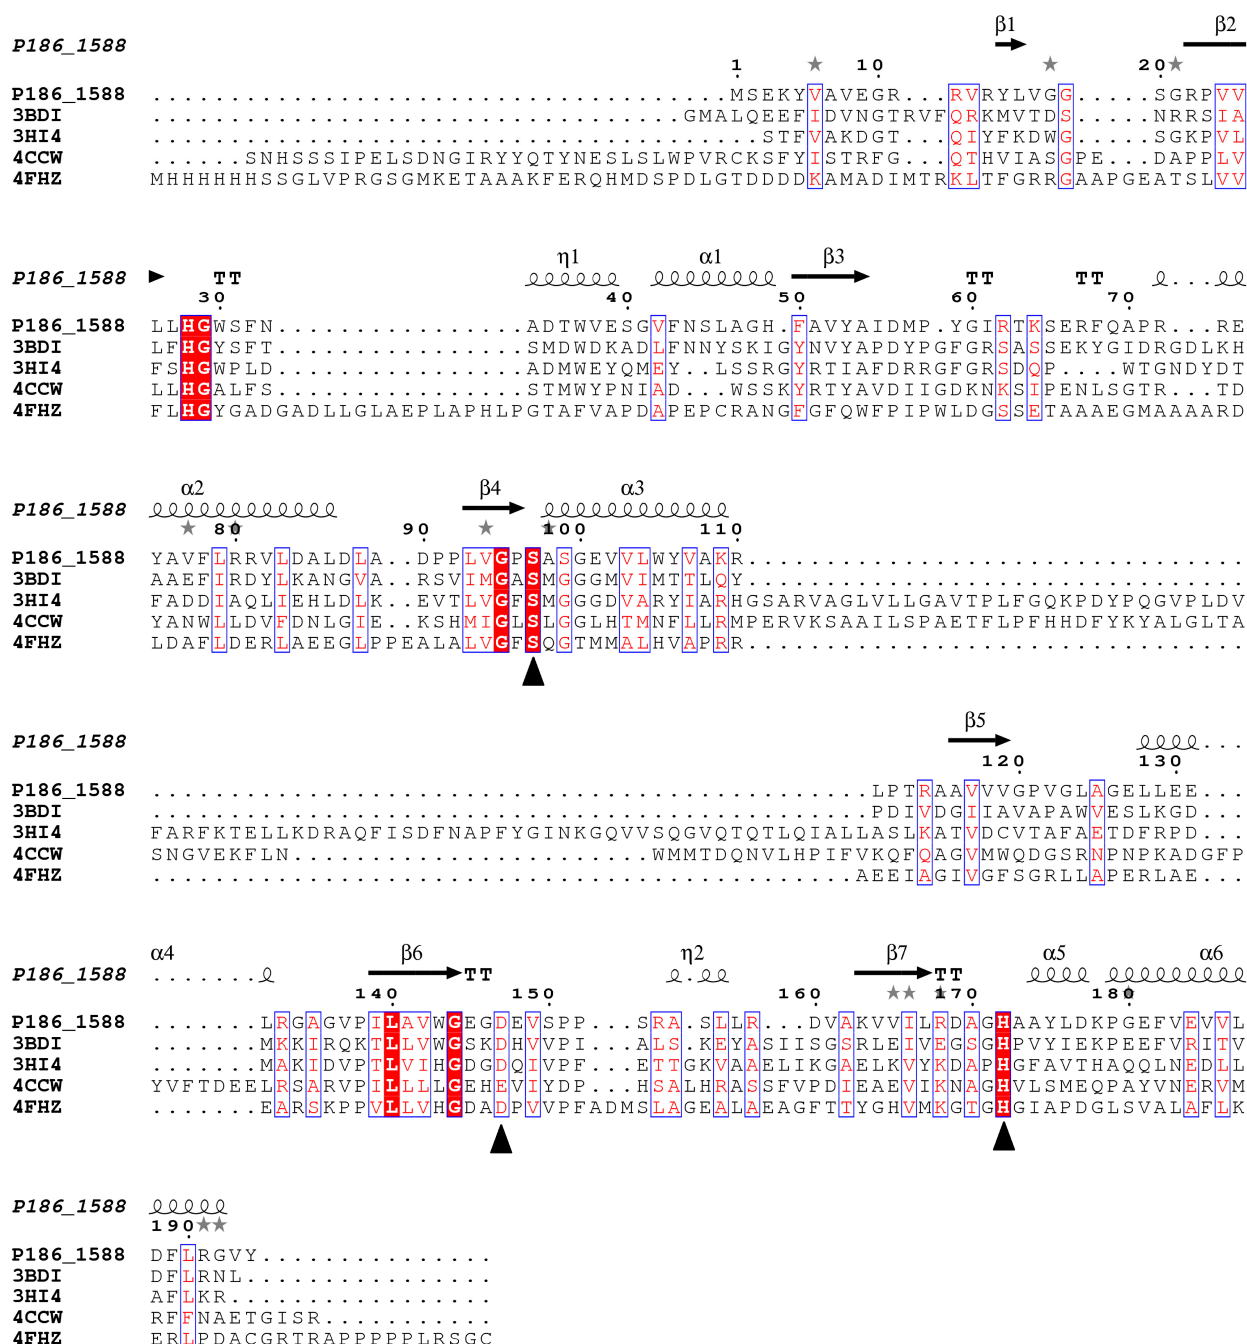 β1 β2
P186_1588
1 10 20
P186_1588 .....................................MSEKYVAVEGR...RVRYLVGG.....SGRPVV
3BDI ..................................GMALQEEFIDVNGTRVFQRKMVTDS.....NRRSIA
3HI4 .......................................STFVAKDGT...QIYFKDWG.....SGKPVL
4CCW ......SNHSSSIPELSDNGIRYYQTYNESLSLWPVRCKSFYISTRFG...QTHVIASGPE...DAPPLV
4FHZ MHHHHHHSSGLVPRGSGMKETAAAKFERQHMDSPDLGTDDDDKAMADIMTRKLTFGRRGAAPGEATSLVV
η1 α1 β3
P186_1588 TT TT TT
30 40 50 60 70
P186_1588 LLHGWSFN................ADTWVESGVFNSLAGH.FAVYAIDMP.YGIRTKSERFQAPR...RE
3BDI LFHGYSFT................SMDWDKADLFNNYSKIGYNVYAPDYPGFGRSASSEKYGIDRGDLKH
3HI4 FSHGWPLD................ADMWEYQMEY..LSSRGYRTIAFDRRGFGRSDQP....WTGNDYDT
4CCW LLHGALFS................STMWYPNIAD...WSSKYRTYAVDIIGDKNKSIPENLSGTR...TD
4FHZ FLHGYGADGADLLGLAEPLAPHLPGTAFVAPDAPEPCRANGFGFQWFPIPWLDGSSETAAAEGMAAAARD
α2 β4 α3
P186_1588
80 90 100 110
P186_1588 YAVFLRRVLDALDLA..DPPLVGPSASGEVVLWYVAKR................................
3BDI AAEFIRDYLKANGVA..RSVIMGASMGGGMVIMTTLQY................................
3HI4 FADDIAQLIEHLDLK..EVTLVGFSMGGGDVARYIARHGSARVAGLVLLGAVTPLFGQKPDYPQGVPLDV
4CCW YANWLLDVFDNLGIE..KSHMIGLSLGGLHTMNFLLRMPERVKSAAILSPAETFLPFHHDFYKYALGLTA
4FHZ LDAFLDERLAEEGLPPEALALVGFSQGTMMALHVAPR................................
β5
P186_1588 ...
120 130
P186_1588 ..............................................LPTRAAVVVGPVGLAGELLEE...
3BDI ..............................................PDIVDGIIAVAPAWVESLKGD...
3HI4 FARFKTELLKDRAQFISDFNAPFYGINKGQVVSQGVQTQTLQIALLASLKATVDCVTAFAETDFRPD...
4CCW SNGVEKFLN.......................WMMTDQNVLHPIFVKQFQAGVMWQDGSRNPNPKADGFP
4FHZ .............................................AEEIAGIVGFSGRLLAPERLAE...
α4 β6 η2 β7 α5 α6
P186_1588 ....... TT . TT
140 150 160 170 180
P186_1588 .......LRGAGVPILAVWGEGDEVSPP...SRA.SLLR...DVAKVVILRDAGHAAYLDKPGEFVEVVL
3BDI .......MKKIRQKTLLVWGSKDHVVPI...ALS.KEYASIISGSRLEIVEGSGHPVYIEKPEEFVRITV
3HI4 .......MAKIDVPTLVIHGDGDQIVPF...ETTGKVAAELIKGAELKVYKDAPHGFAVTHAQQLNEDLL
4CCW YVFTDEELRSARVPILLLLGEHEVIYDP...HSALHRASSFVPDIEAEVIKNAGHVLSMEQPAYVNERVM
4FHZ .......EARSKPPVLLVHGDADPVVPFADMSLAGEALAEAGFTTYGHVMKGTGHGIAPDGLSVALAFLK
P186_1588
190
P186_1588 DFLRGVY...............
3BDI DFLRNL................
3HI4 AFLKR.................
4CCW RFFNAETGISR...........
4FHZ ERLPDACGRTRAPPPPPLRSGC